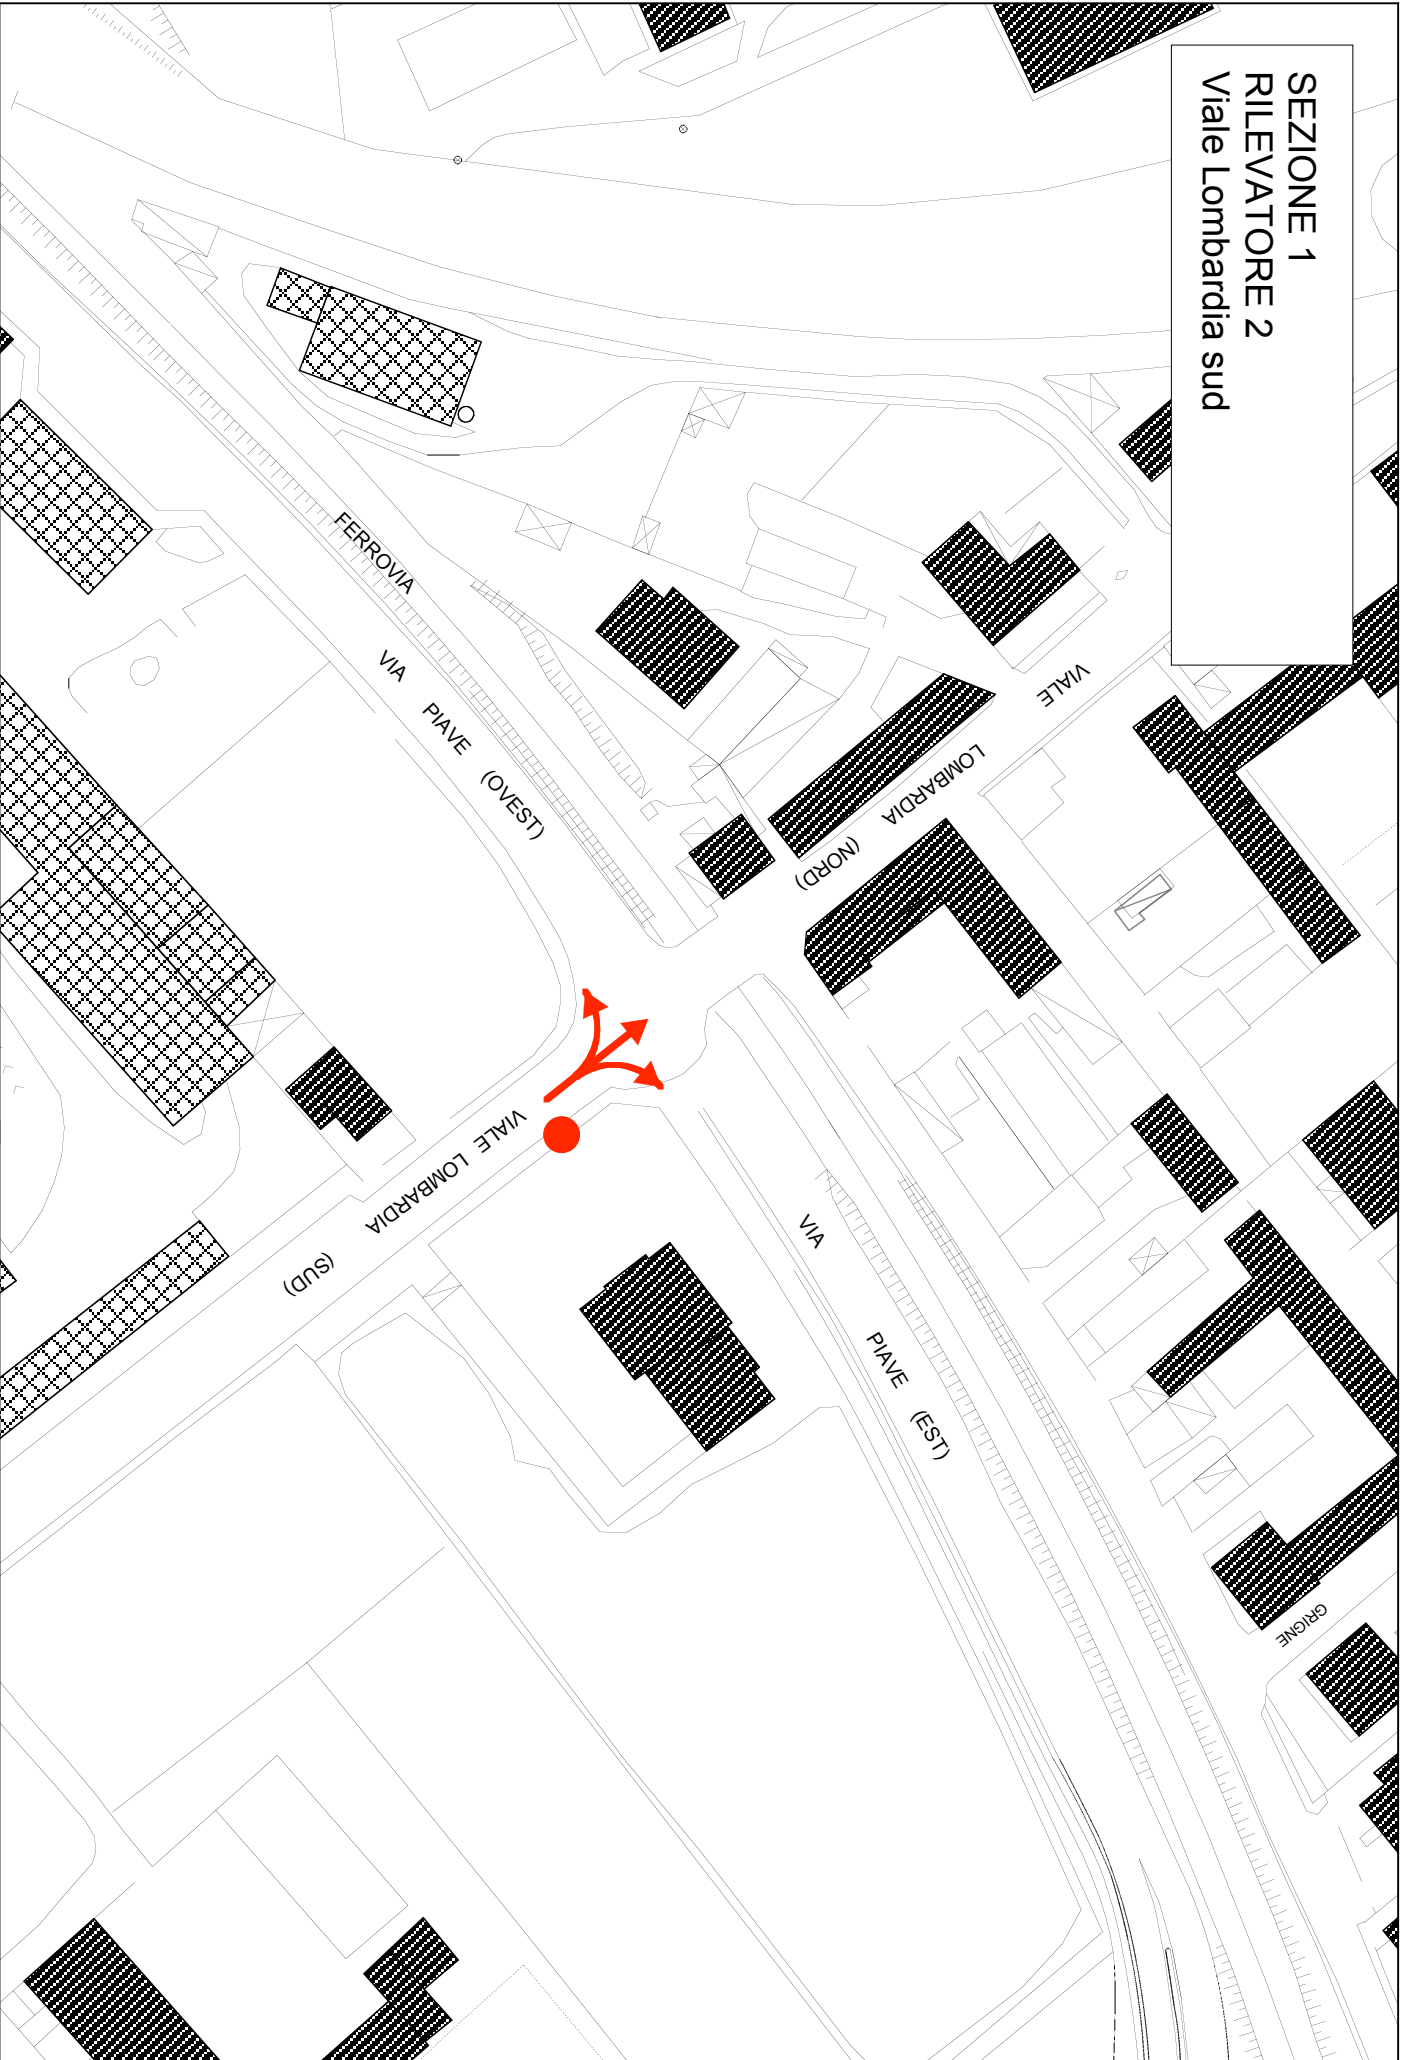 SEZIONE 1
RILEVATORE 2
Viale Lombardia sud
FERROVIA
VIA PIAVE (OVEST)
VIALE LOMBARDIA (NORD)
VIALE LOMBARDIA (SUD)
VIA PIAVE (EST)
GRIGNE